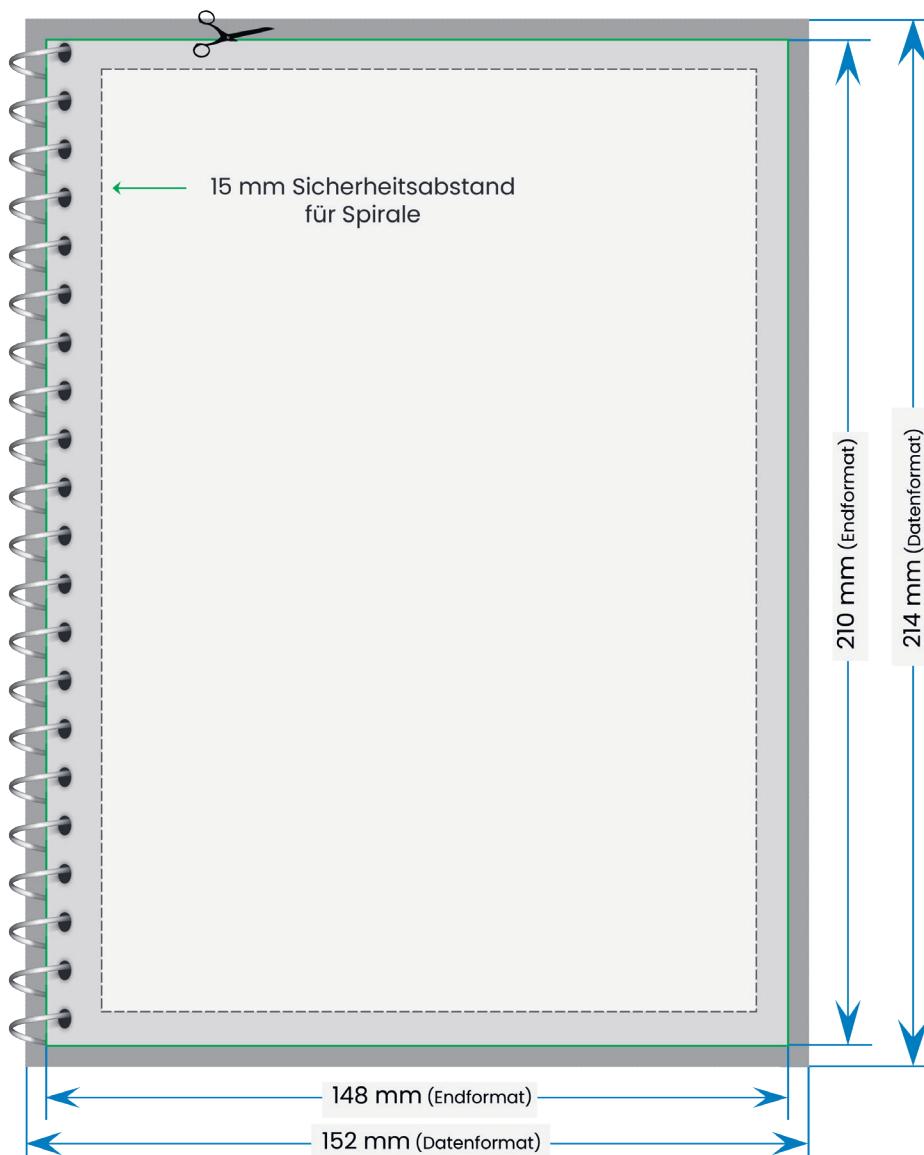 15 mm Sicherheitsabstand
für Spirale
210 mm (Endformat)
214 mm (Datenformat)
148 mm (Endformat)
152 mm (Datenformat)